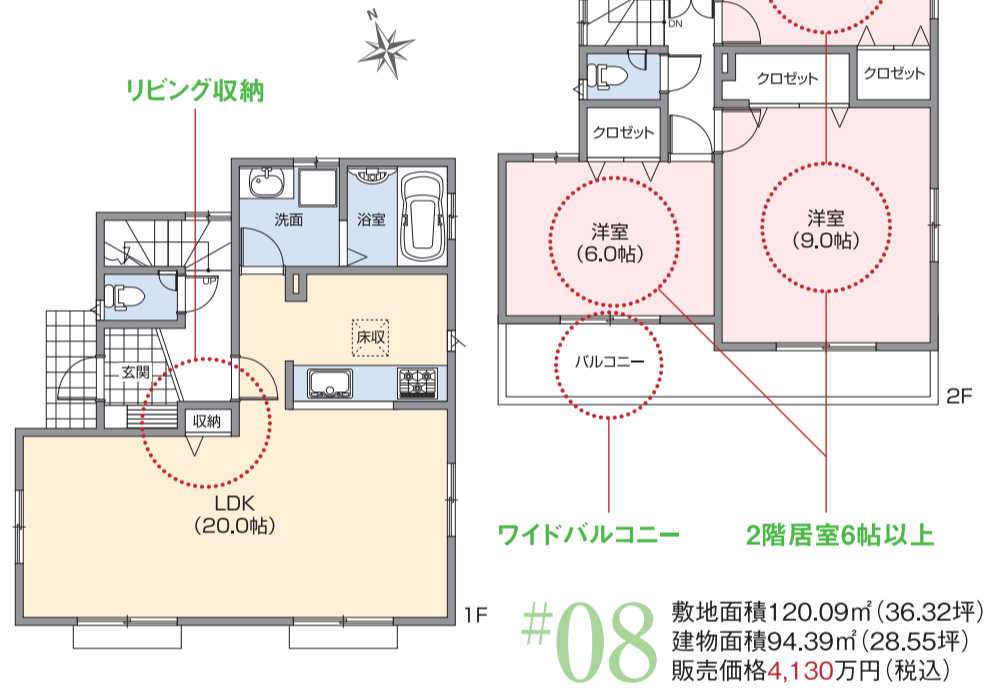 N
リビング収納
洗面
浴室
UP
床収
玄関
収納
LDK
(20.0帖)
1F
DN
クロゼット
クロゼット
クロゼット
洋室
(6.0帖)
洋室
(9.0帖)
バルコニー
2F
ワイドバルコニー
2階居室6帖以上
#08
敷地面積120.09㎡(36.32坪)
建物面積94.39㎡(28.55坪)
販売価格4,130万円(税込)